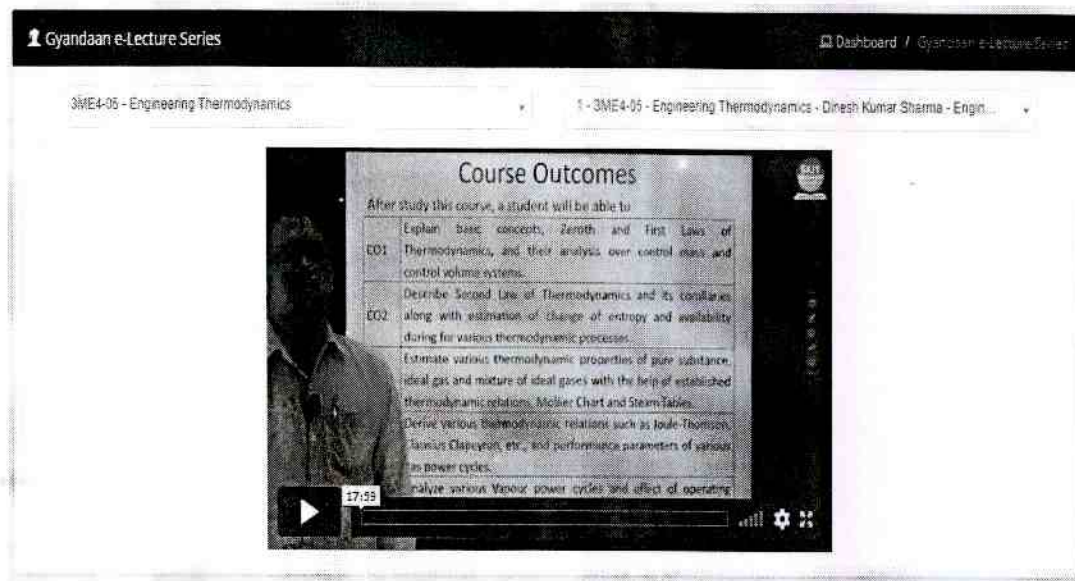 Gyandaan e-Lecture Series
Dashboard / Gyandaan e-Lecture Series
3ME4-05 - Engineering Thermodynamics
1 - 3ME4-05 - Engineering Thermodynamics - Dinesh Kumar Sharma - Engin...
Course Outcomes
After study this course, a student will be able to
Explain basic concepts, Zeroth and First Laws of
CO1 Thermodynamics, and their analysis over control mass and
control volume systems.
Describe Second Law of Thermodynamics and its corollaries
CO2 along with estimation of change of entropy and availability
during for various thermodynamic processes.
Estimate various thermodynamic properties of pure substance,
ideal gas and mixture of ideal gases with the help of established
thermodynamic relations, Mollier Chart and Steam Tables.
Derive various thermodynamic relations such as Joule-Thomson,
Clapeyron, etc., and performance parameters of various
gas power cycles.
various Vapour power cycles and effect of operating
17:59